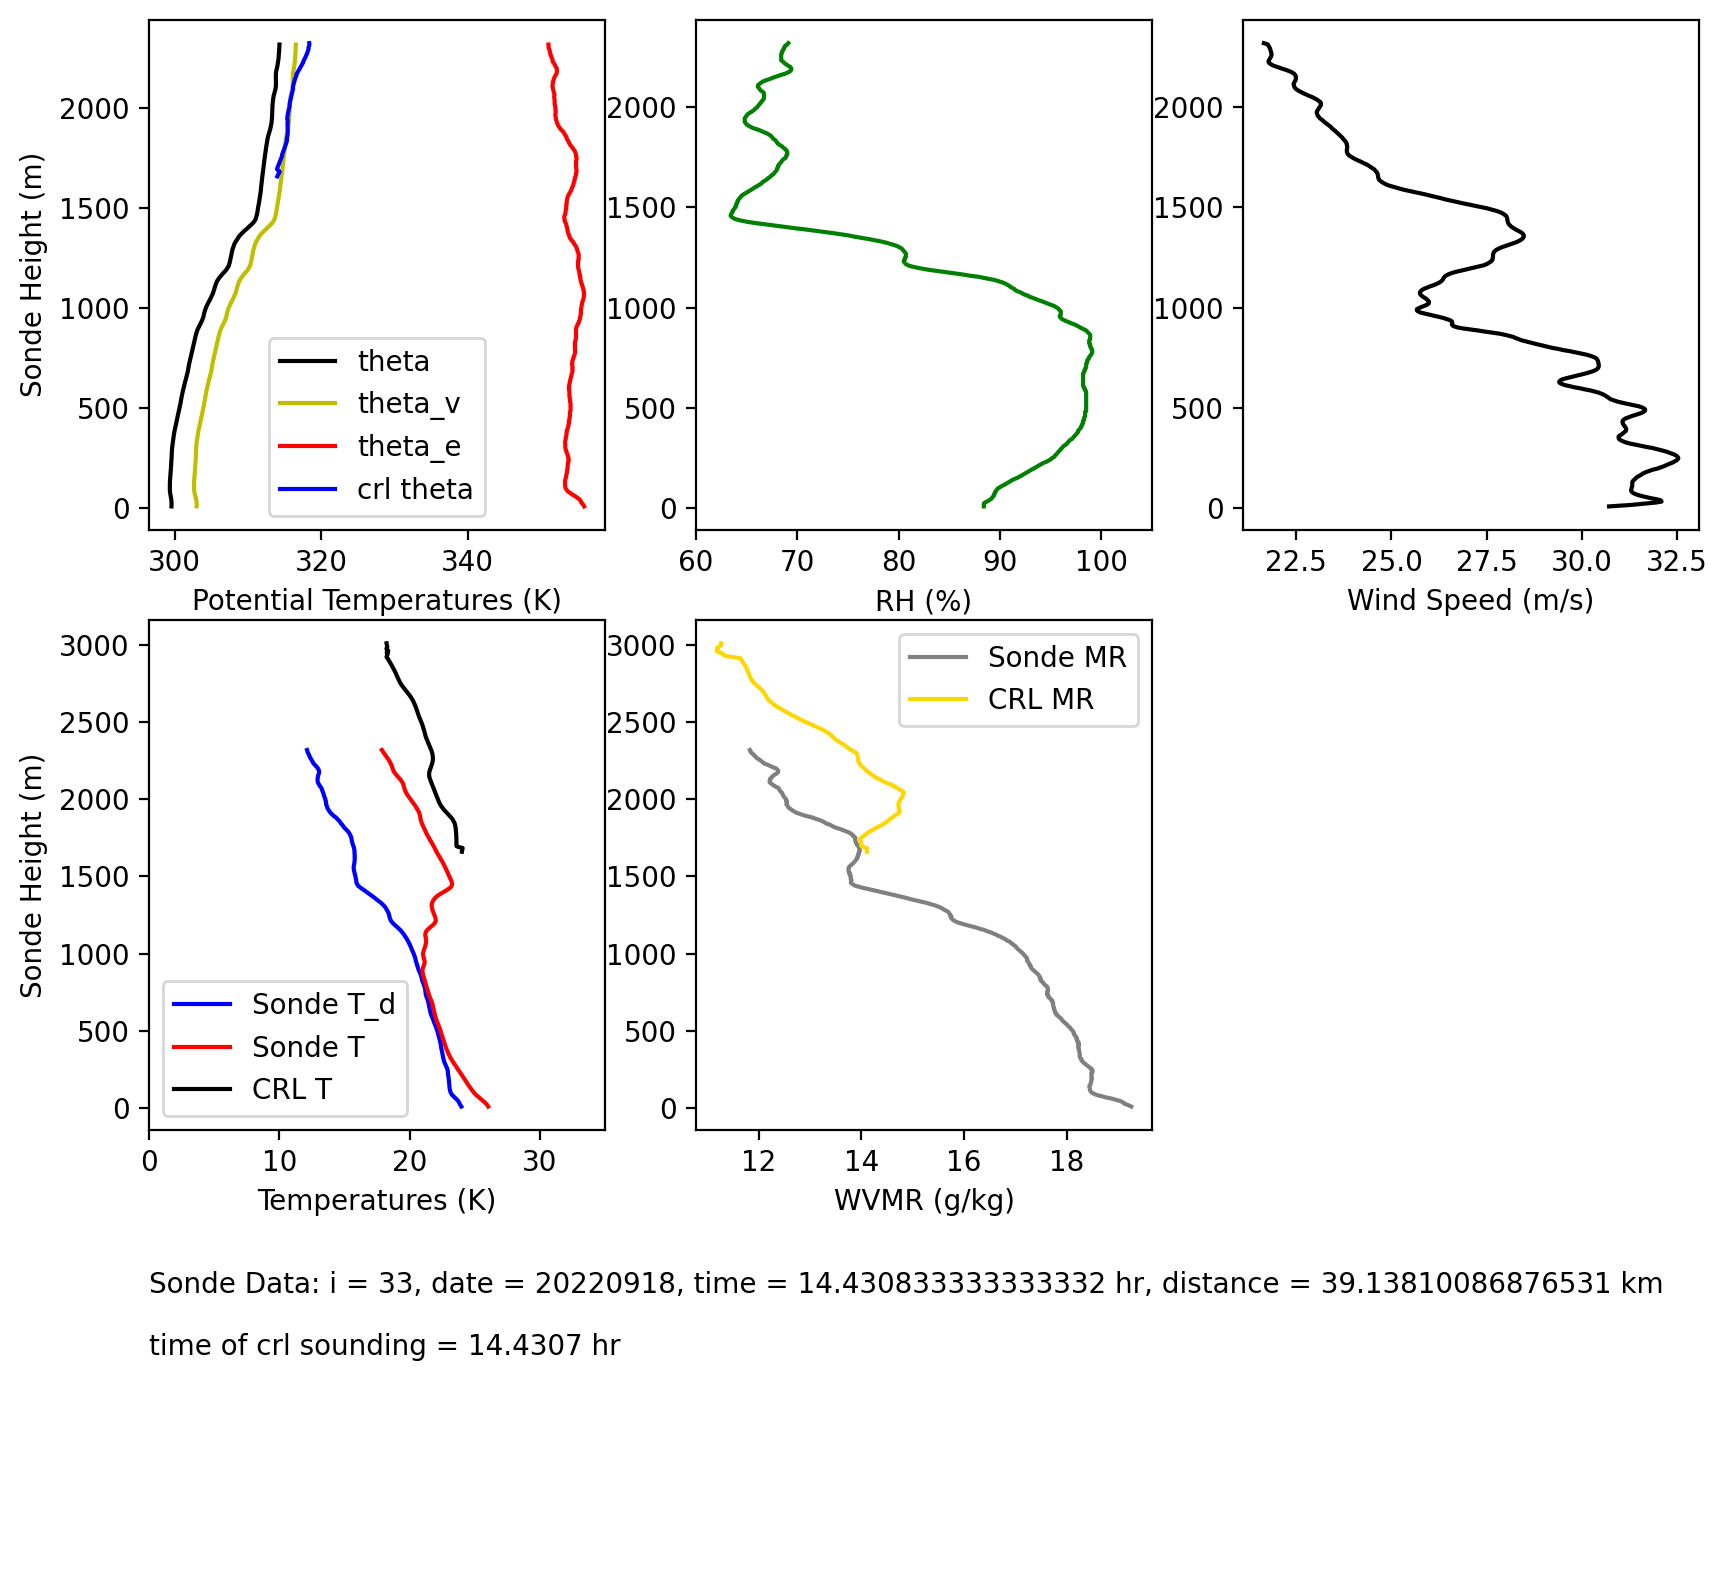 Sonde Height (m)
2000
1500
1000
500
0
theta
theta_v
theta_e
crl theta
300
320
340
Potential Temperatures (K)
2000
1500
1000
500
0
60
70
80
90
100
RH (%)
2000
1500
1000
500
0
22.5
25.0
27.5
30.0
32.5
Wind Speed (m/s)
Sonde Height (m)
3000
2500
2000
1500
1000
500
0
Sonde T_d
Sonde T
CRL T
0
10
20
30
Temperatures (K)
3000
2500
2000
1500
1000
500
0
Sonde MR
CRL MR
12
14
16
18
WVMR (g/kg)
Sonde Data: i = 33, date = 20220918, time = 14.430833333333332 hr, distance = 39.13810086876531 km
time of crl sounding = 14.4307 hr